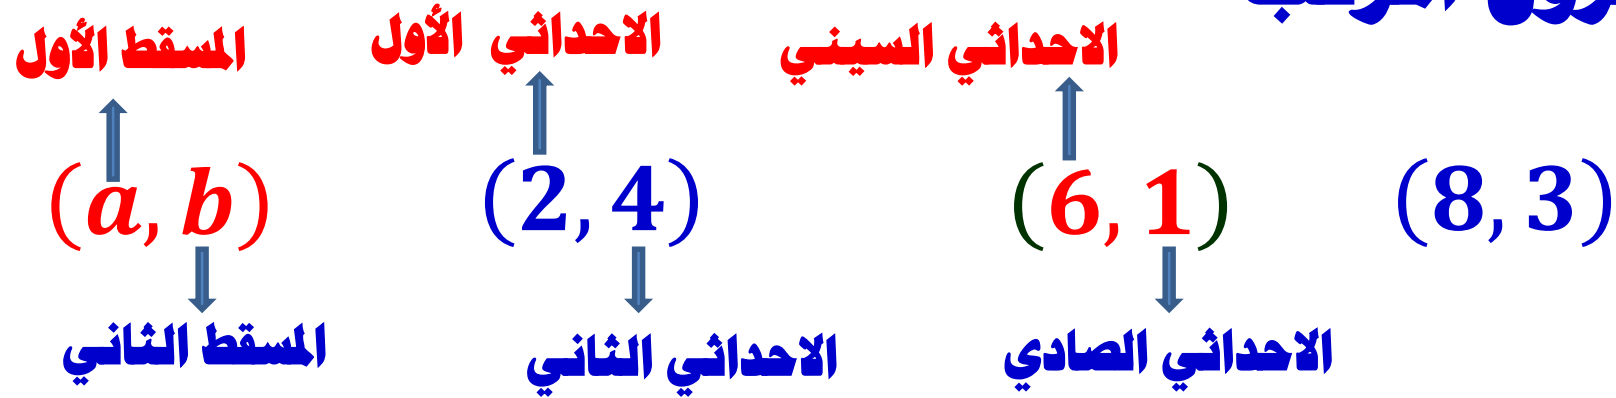 الاحداثي السيني الاحداثي الأول المسقط الأول
(a, b) (2, 4) (6, 1) (8, 3)
الاحداثي الصادي الاحداثي الثاني المسقط الثاني